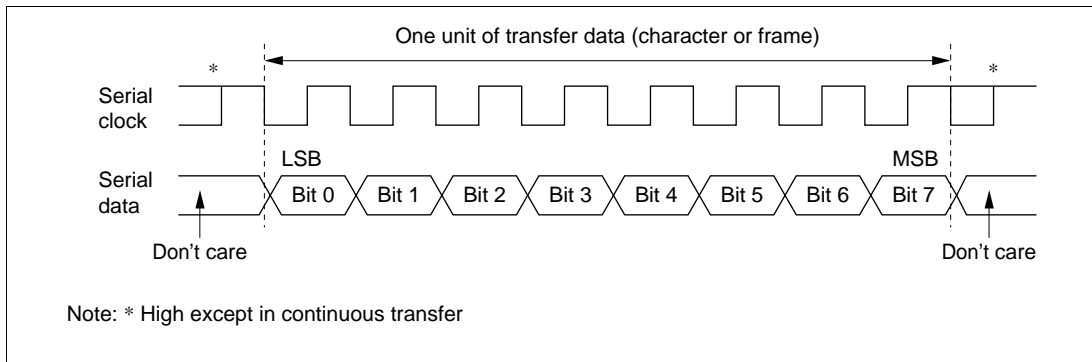 One unit of transfer data (character or frame)
* *
Serial
clock
LSB MSB
Serial
data
Bit 0 Bit 1 Bit 2 Bit 3 Bit 4 Bit 5 Bit 6 Bit 7
Don’t care Don’t care
Note: * High except in continuous transfer